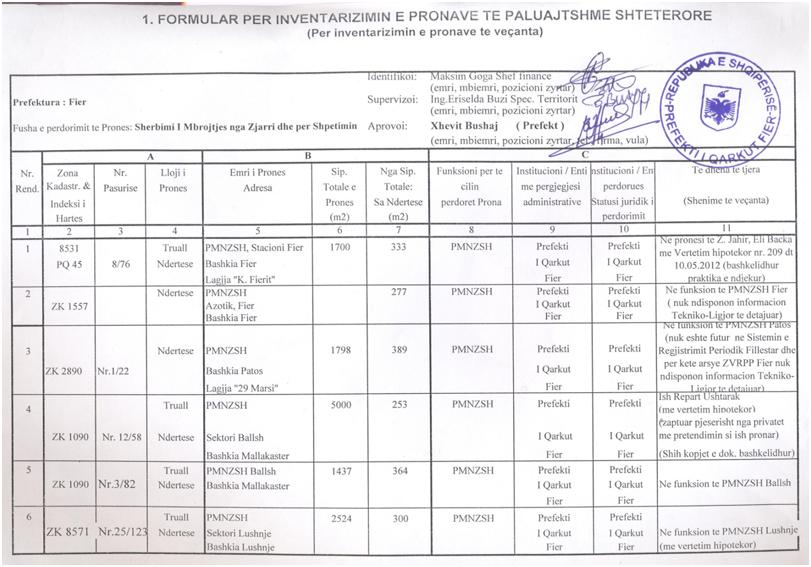 1. FORMULAR PER INVENTARIZIMIN E PRONAVE TE PALUAJTSHME SHTETERORE
(Per inventarizimin e pronave te veçanta)
Identifikoi: Maksim Goga Shef finance
(emri, mbiemri, pozicioni zyrtar)
Prefektura : Fier
Supervizoi: Ing.Eriselda Buzi Spec. Territorit
(emri, mbiemri, pozicioni zyrtar)
Fusha e perdorimit te Prones: Sherbimi I Mbrojtjes nga Zjarri dhe per Shpetimin
Aprovoi: Xhevit Bushaj ( Prefekt )
(emri, mbiemri, pozicioni zyrtar, firma, vula)
REPUBLIKA E SHQIPËRISË
PREFEKTI I QARKUT FIER
A B C
Nr. Rend.
Zona Kadastr. & Indeksi i Hartes
Nr. Pasurise
Lloji i Prones
Emri i Prones Adresa
Sip. Totale e Prones (m2)
Nga Sip. Totale: Sa Ndertese (m2)
Funksioni per te cilin perdoret Prona
Institucioni / Enti me pergjegjesi administrative
nstitucioni / En perdorues Statusi juridik i perdorimit
Te dhena te tjera (Shenime te veçanta)
1 2 3 4 5 6 7 8 9 10 11
1 8531 Truall PMNZSH, Stacioni Fier 1700 333 PMNZSH Prefekti Prefekti Ne pronesi te Z. Jahir, Eli Backa
PQ 45 8/76 Ndertese Bashkia Fier I Qarkut I Qarkut me Vertetim hipotekor nr. 209 dt
Lagija "K. Fierit" Fier Fier 10.05.2012 (bashkelidhur
praktika e ndjekur)
2 Ndertese PMNZSH 277 PMNZSH Prefekti Prefekti Ne funksion te PMNZSH Fier
ZK 1557 Azotik, Fier I Qarkut I Qarkut ( nuk ndisponon informacion
Bashkia Fier Fier Fier Tekniko-Ligjor te detajuar)
Ne funksion te PMNZSH Patos
3 Ndertese PMNZSH 1798 389 PMNZSH Prefekti Prefekti (nuk eshte futur ne Sistemin e
Regjistrimit Periodik Fillestar dhe
ZK 2890 Nr.1/22 Bashkia Patos I Qarkut I Qarkut per kete arsye ZVRPP Fier nuk
Lagija "29 Marsi" Fier Fier ndisponon informacion Tekniko-
Ligjor te detajuar)
4 Truall PMNZSH 5000 253 PMNZSH Prefekti Prefekti Ish Repart Ushtarak
(me vertetim hipotekor)
(zaptuar pjeserisht nga privatet
ZK 1090 Nr. 12/58 Ndertese Sektori Ballsh I Qarkut I Qarkut me pretendimin si ish pronar)
Bashkia Mallakaster Fier Fier (Shih kopjet e dok. bashkelidhur)
5 Truall PMNZSH Ballsh 1437 364 PMNZSH Prefekti Prefekti
ZK 1090 Nr.3/82 Ndertese Bashkia Mallakaster I Qarkut I Qarkut Ne funksion te PMNZSH Ballsh
Fier Fier
6 Truall PMNZSH 2524 300 PMNZSH Prefekti Prefekti
ZK 8571 Nr.25/123 Ndertese Sektori Lushnje I Qarkut I Qarkut Ne funksion te PMNZSH Lushnje
Bashkia Lushnje Fier Fier (me vertetim hipotekor)